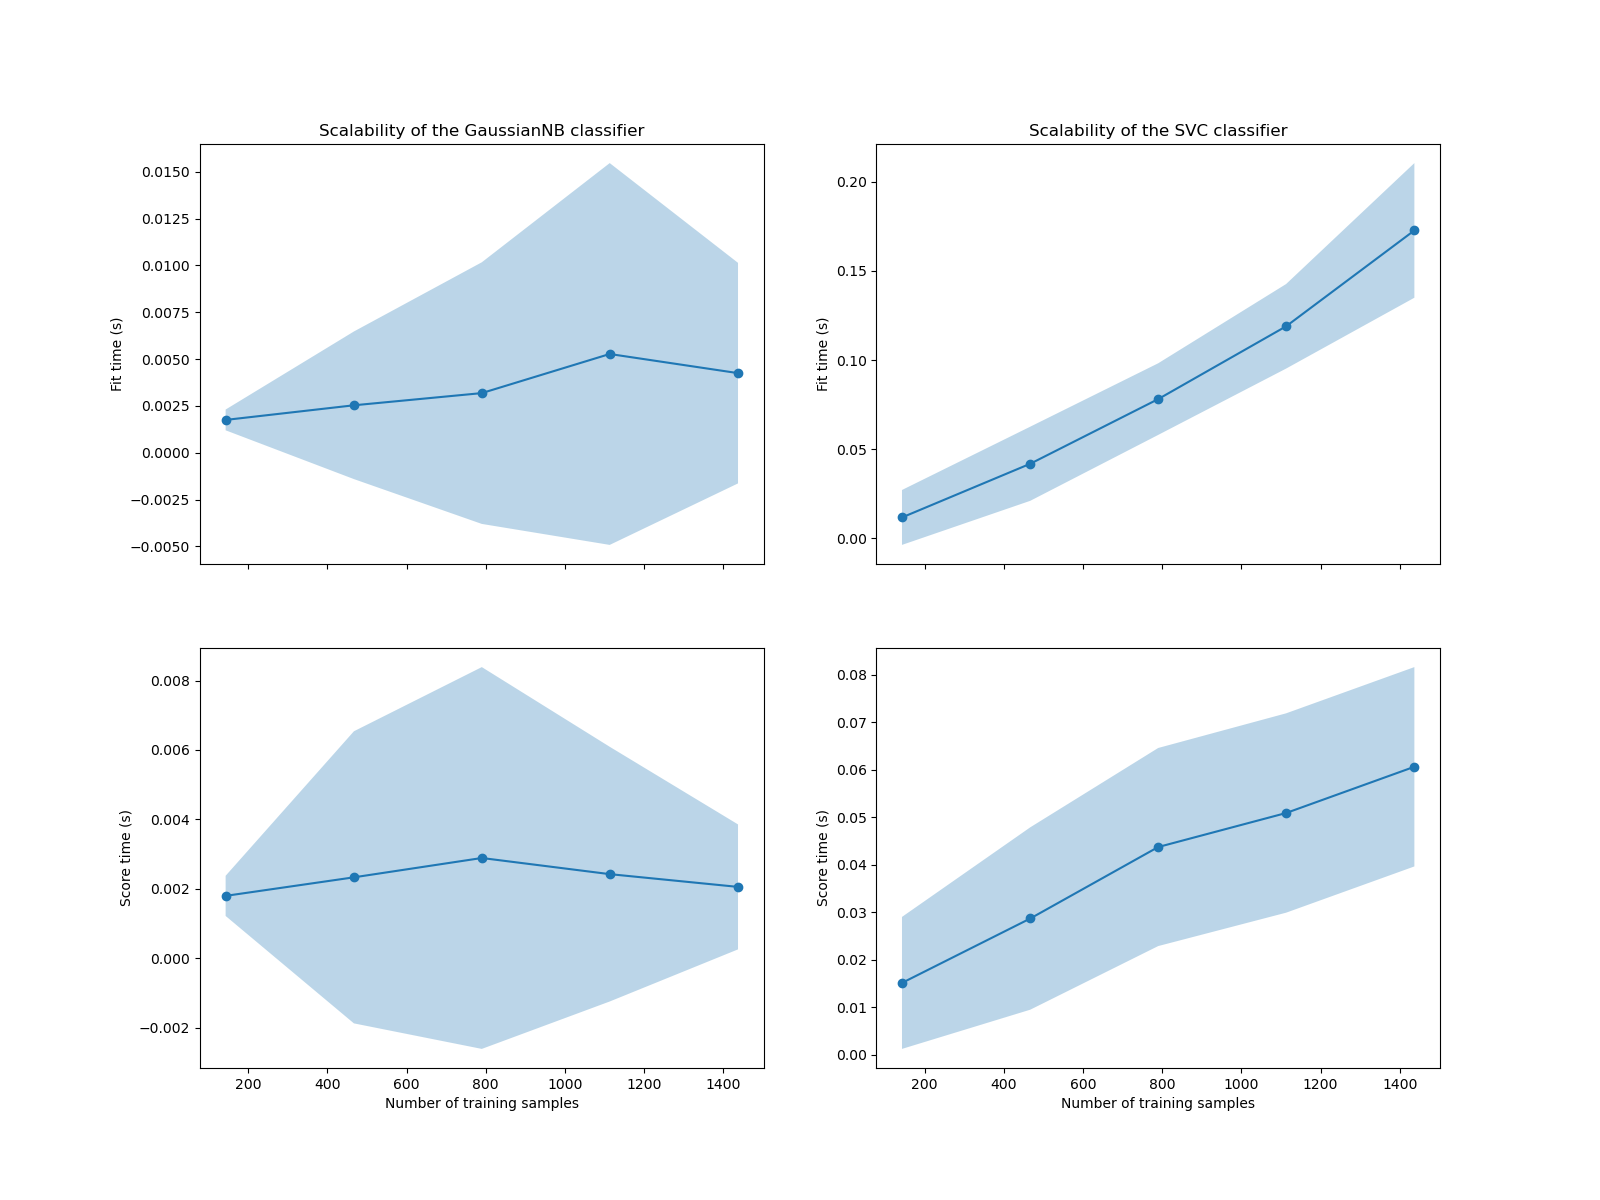 Scalability of the GaussianNB classifier
Scalability of the SVC classifier
0.0150
0.0125
0.0100
0.0075
0.0050
0.0025
0.0000
−0.0025
−0.0050
Fit time (s)
0.20
0.15
0.10
0.05
0.00
Fit time (s)
0.008
0.006
0.004
0.002
0.000
−0.002
Score time (s)
200 400 600 800 1000 1200 1400
Number of training samples
0.08
0.07
0.06
0.05
0.04
0.03
0.02
0.01
0.00
Score time (s)
200 400 600 800 1000 1200 1400
Number of training samples